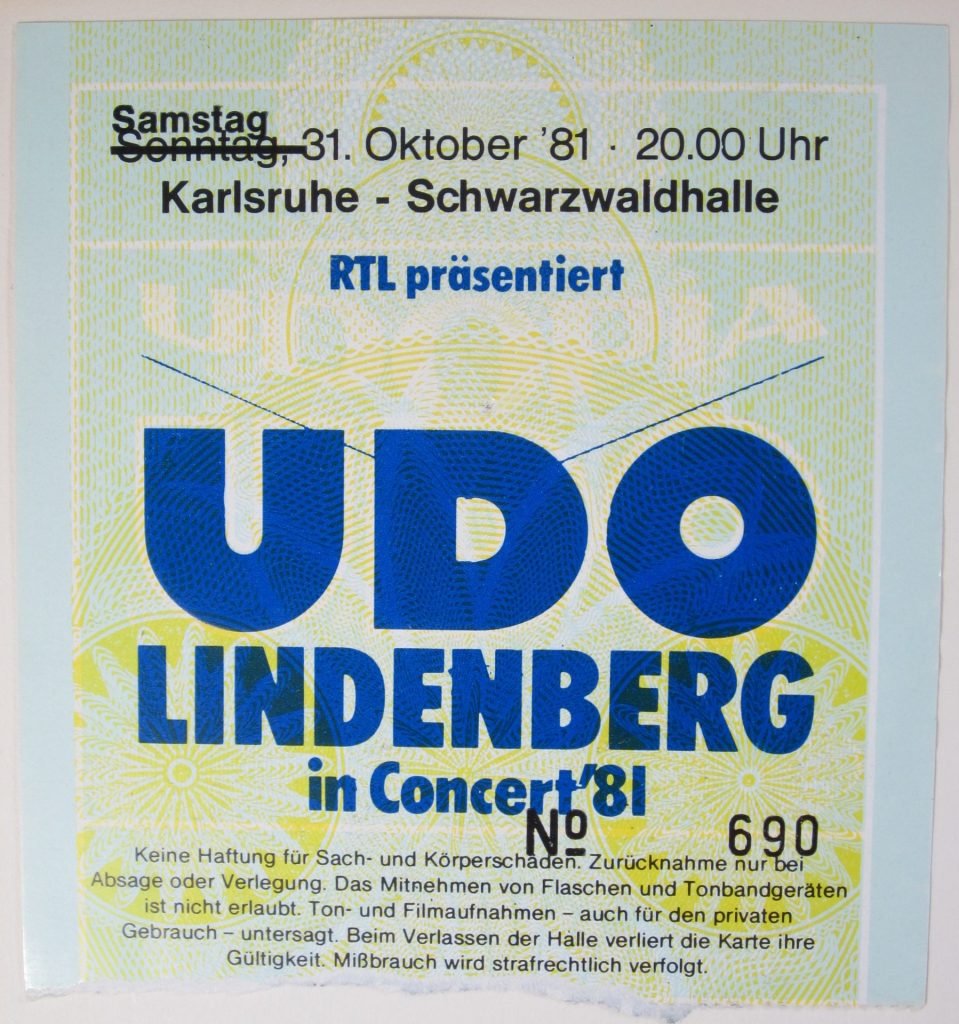 Samstag
Sonntag, 31. Oktober ’81 · 20.00 Uhr
Karlsruhe - Schwarzwaldhalle
RTL präsentiert
UDO
LINDENBERG
in Concert’81
Nº 690
Keine Haftung für Sach- und Körperschäden. Zurücknahme nur bei
Absage oder Verlegung. Das Mitnehmen von Flaschen und Tonbandgeräten
ist nicht erlaubt. Ton- und Filmaufnahmen – auch für den privaten
Gebrauch – untersagt. Beim Verlassen der Halle verliert die Karte ihre
Gültigkeit. Mißbrauch wird strafrechtlich verfolgt.